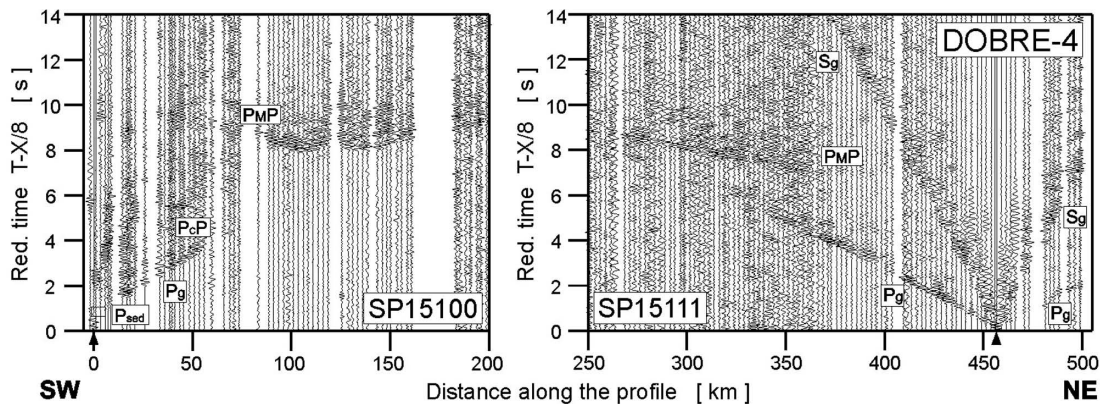 14
12
10
8
6
4
2
0
Red. time T-X/8 [ s ]
PMP
PcP
Pg
Psed
SP15100
0 50 100 150 200
SW
14
12
10
8
6
4
2
0
Red. time T-X/8 [ s ]
DOBRE-4
Sg
PMP
Sg
Pg
Pg
SP15111
250 300 350 400 450 500
Distance along the profile [ km ]
NE